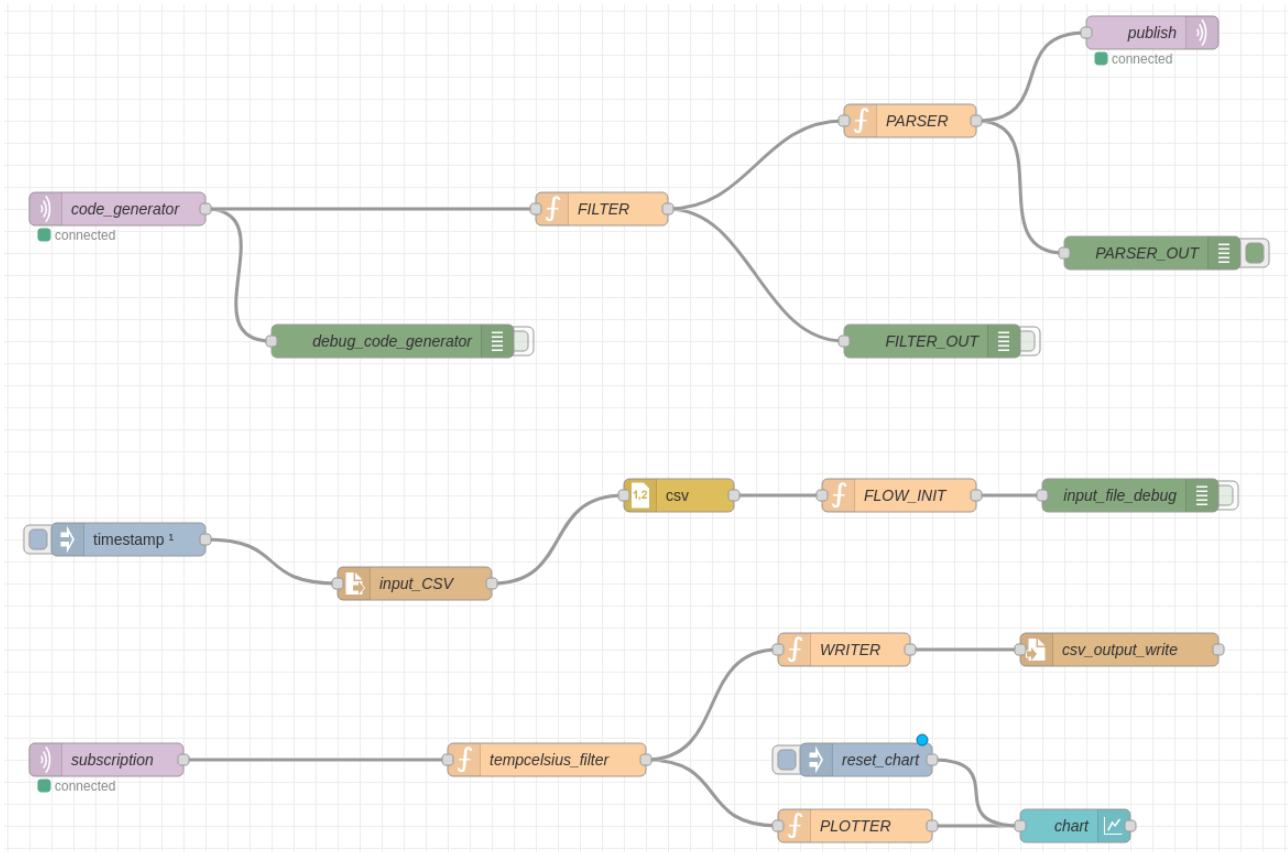 publish
connected
PARSER
code_generator
connected
FILTER
PARSER_OUT
debug_code_generator
FILTER_OUT
1,2
csv
FLOW_INIT
input_file_debug
timestamp ¹
input_CSV
WRITER
csv_output_write
subscription
connected
tempcelsius_filter
reset_chart
PLOTTER
chart